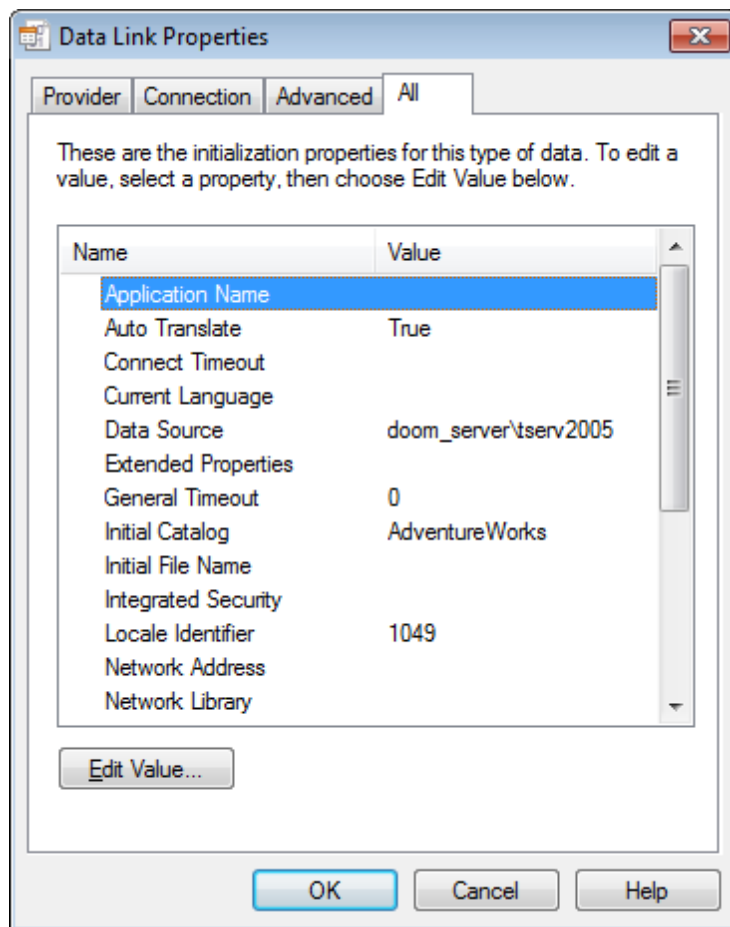 Data Link Properties
Provider Connection Advanced All
These are the initialization properties for this type of data. To edit a
value, select a property, then choose Edit Value below.
Name Value
Application Name
Auto Translate True
Connect Timeout
Current Language
Data Source doom_server\tserv2005
Extended Properties
General Timeout 0
Initial Catalog AdventureWorks
Initial File Name
Integrated Security
Locale Identifier 1049
Network Address
Network Library
Edit Value...
OK Cancel Help